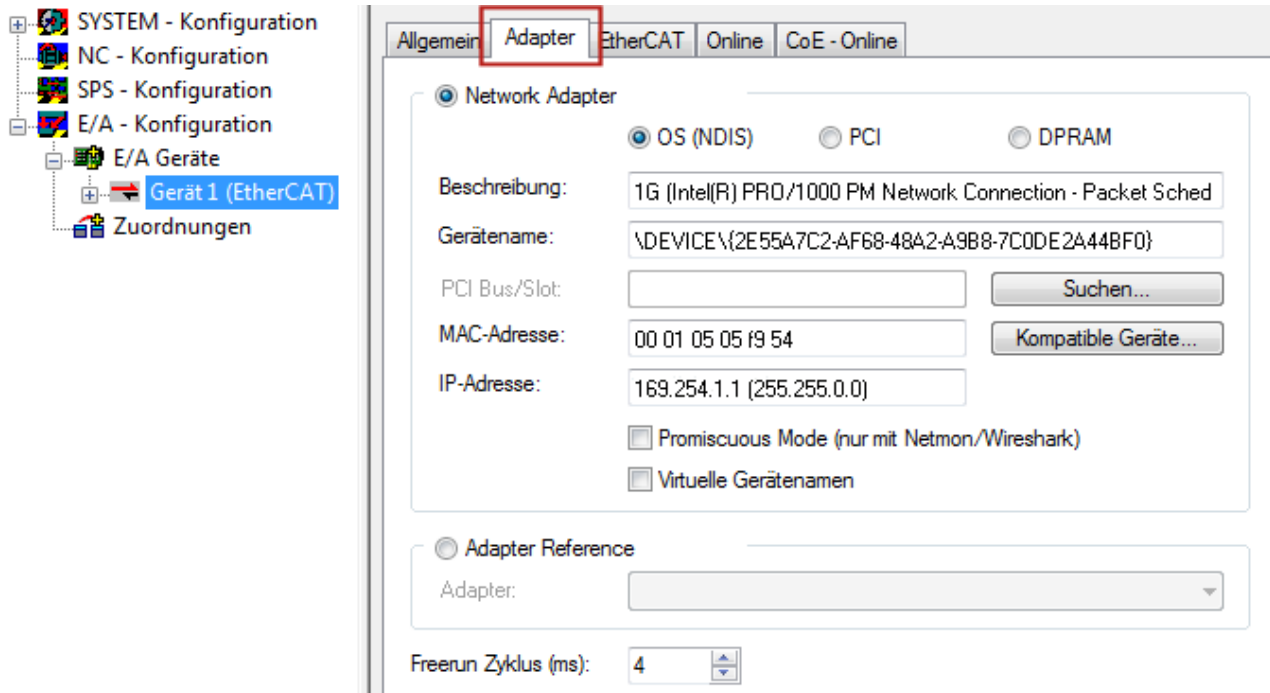 SYSTEM - Konfiguration
NC - Konfiguration
SPS - Konfiguration
E/A - Konfiguration
E/A Geräte
Gerät 1 (EtherCAT)
Zuordnungen
Allgemein Adapter EtherCAT Online CoE - Online
Network Adapter
OS (NDIS) PCI DPRAM
Beschreibung: 1G (Intel(R) PRO/1000 PM Network Connection - Packet Sched
Gerätename: \DEVICE\{2E55A7C2-AF68-48A2-A9B8-7C0DE2A44BF0}
PCI Bus/Slot: Suchen...
MAC-Adresse: 00 01 05 05 f9 54 Kompatible Geräte...
IP-Adresse: 169.254.1.1 (255.255.0.0)
Promiscuous Mode (nur mit Netmon/Wireshark)
Virtuelle Gerätenamen
Adapter Reference
Adapter:
Freerun Zyklus (ms): 4